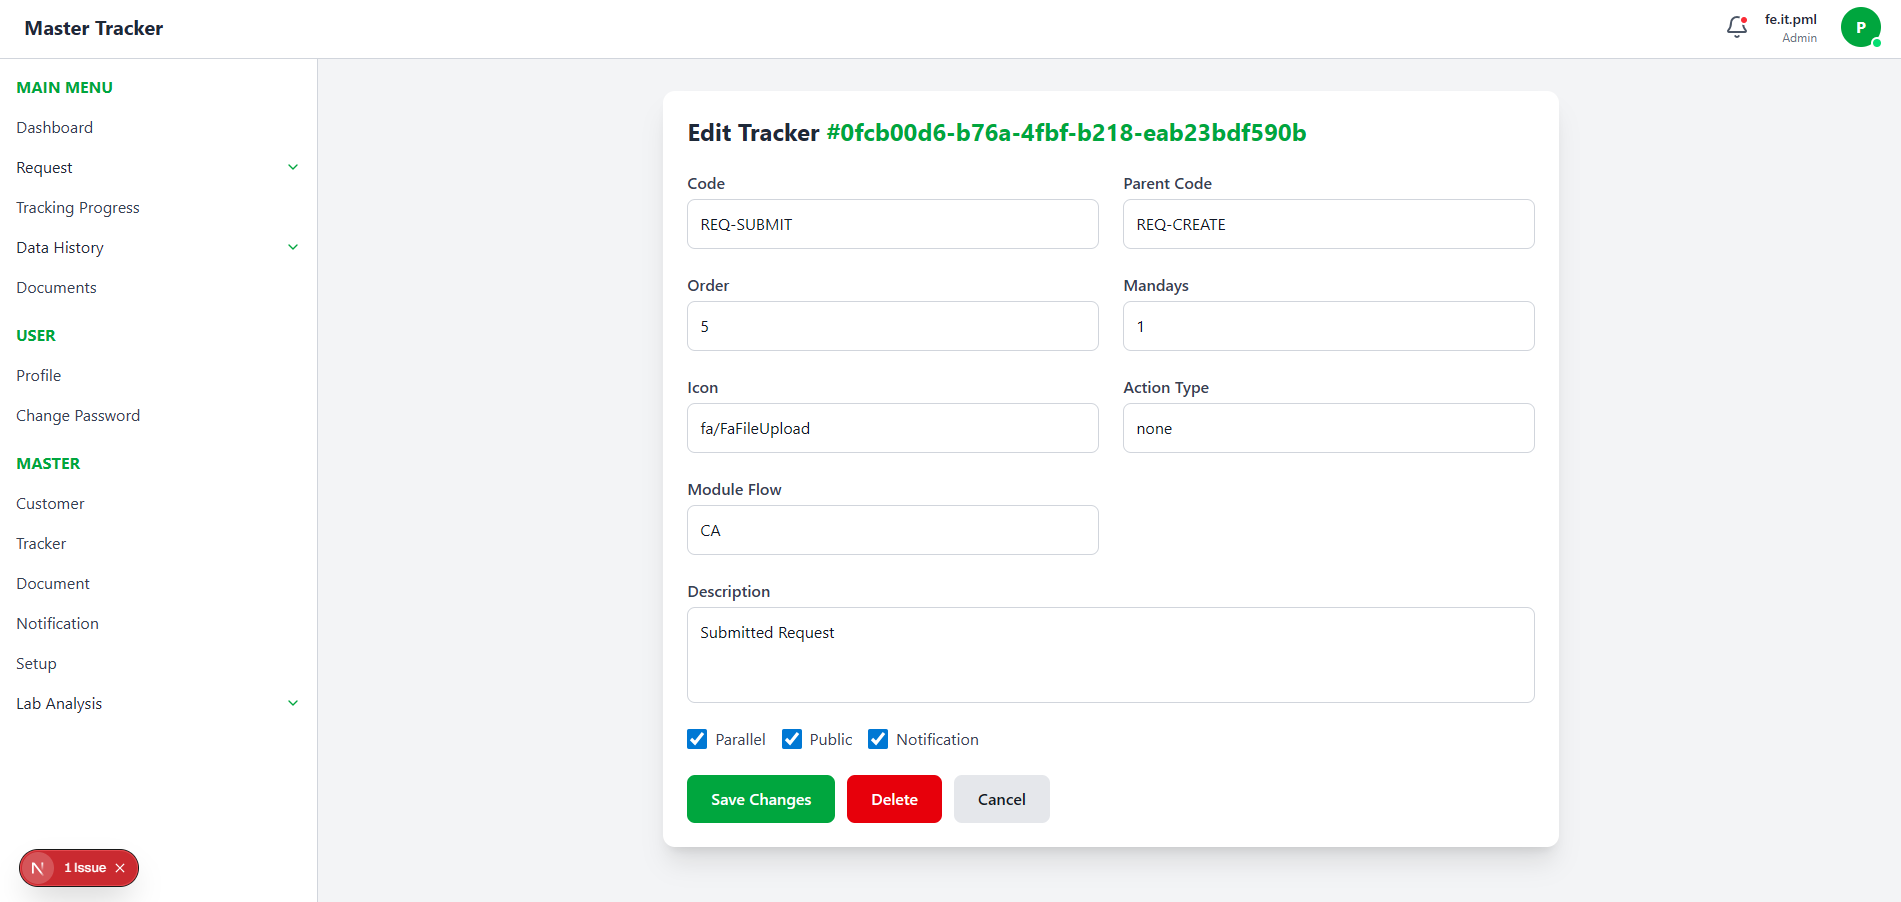 Master Tracker
fe.it.pml
Admin
P
MAIN MENU
Dashboard
Request
Tracking Progress
Data History
Documents
USER
Profile
Change Password
MASTER
Customer
Tracker
Document
Notification
Setup
Lab Analysis
N 1 Issue
Edit Tracker #0fcb00d6-b76a-4fbf-b218-eab23bdf590b
Code
Parent Code
REQ-SUBMIT
REQ-CREATE
Order
Mandays
5
1
Icon
Action Type
fa/FaFileUpload
none
Module Flow
CA
Description
Submitted Request
Parallel Public Notification
Save Changes Delete Cancel